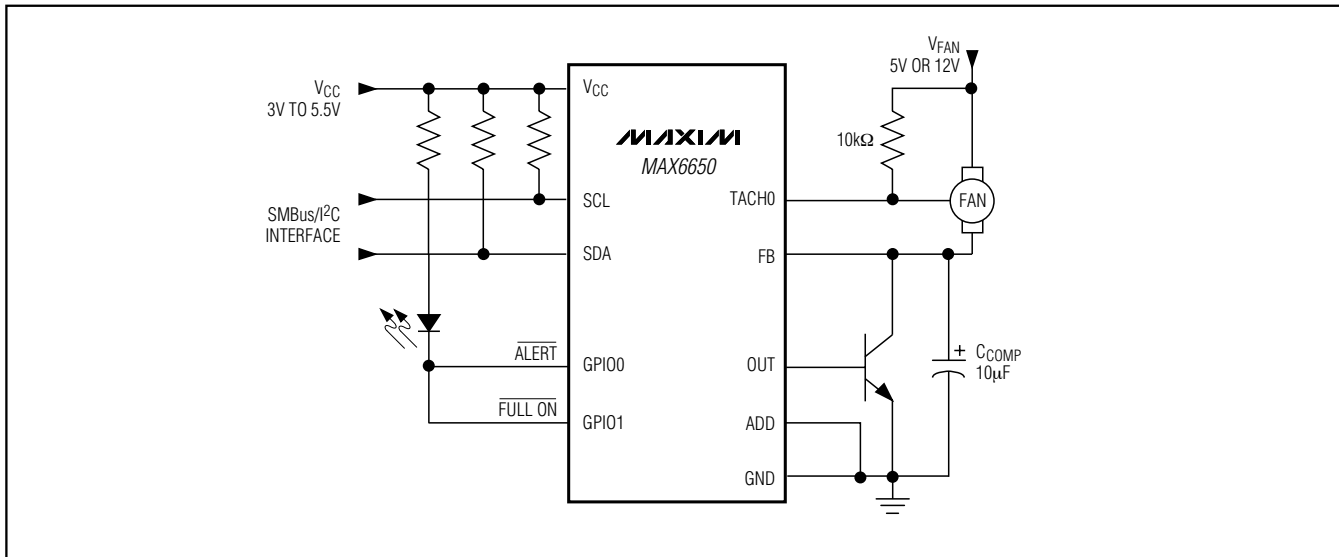 VFAN
5V OR 12V
VCC
3V TO 5.5V
VCC
MAXIM
MAX6650
10kΩ
SCL
TACH0
FAN
SMBus/I²C
INTERFACE
SDA
FB
ALERT
GPIO0
OUT
CCOMP
10µF
+
FULL ON
GPIO1
ADD
GND